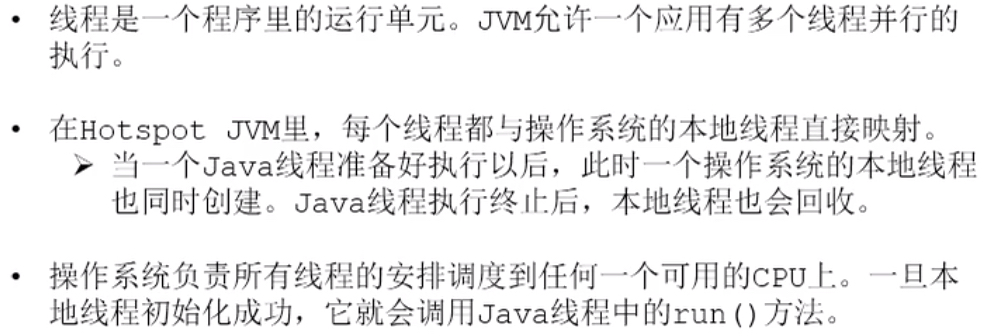 • 线程是一个程序里的运行单元。JVM允许一个应用有多个线程并行的
执行。
• 在Hotspot JVM里，每个线程都与操作系统的本地线程直接映射。
➢ 当一个Java线程准备好执行以后，此时一个操作系统的本地线程
也同时创建。Java线程执行终止后，本地线程也会回收。
• 操作系统负责所有线程的安排调度到任何一个可用的CPU上。一旦本
地线程初始化成功，它就会调用Java线程中的run()方法。